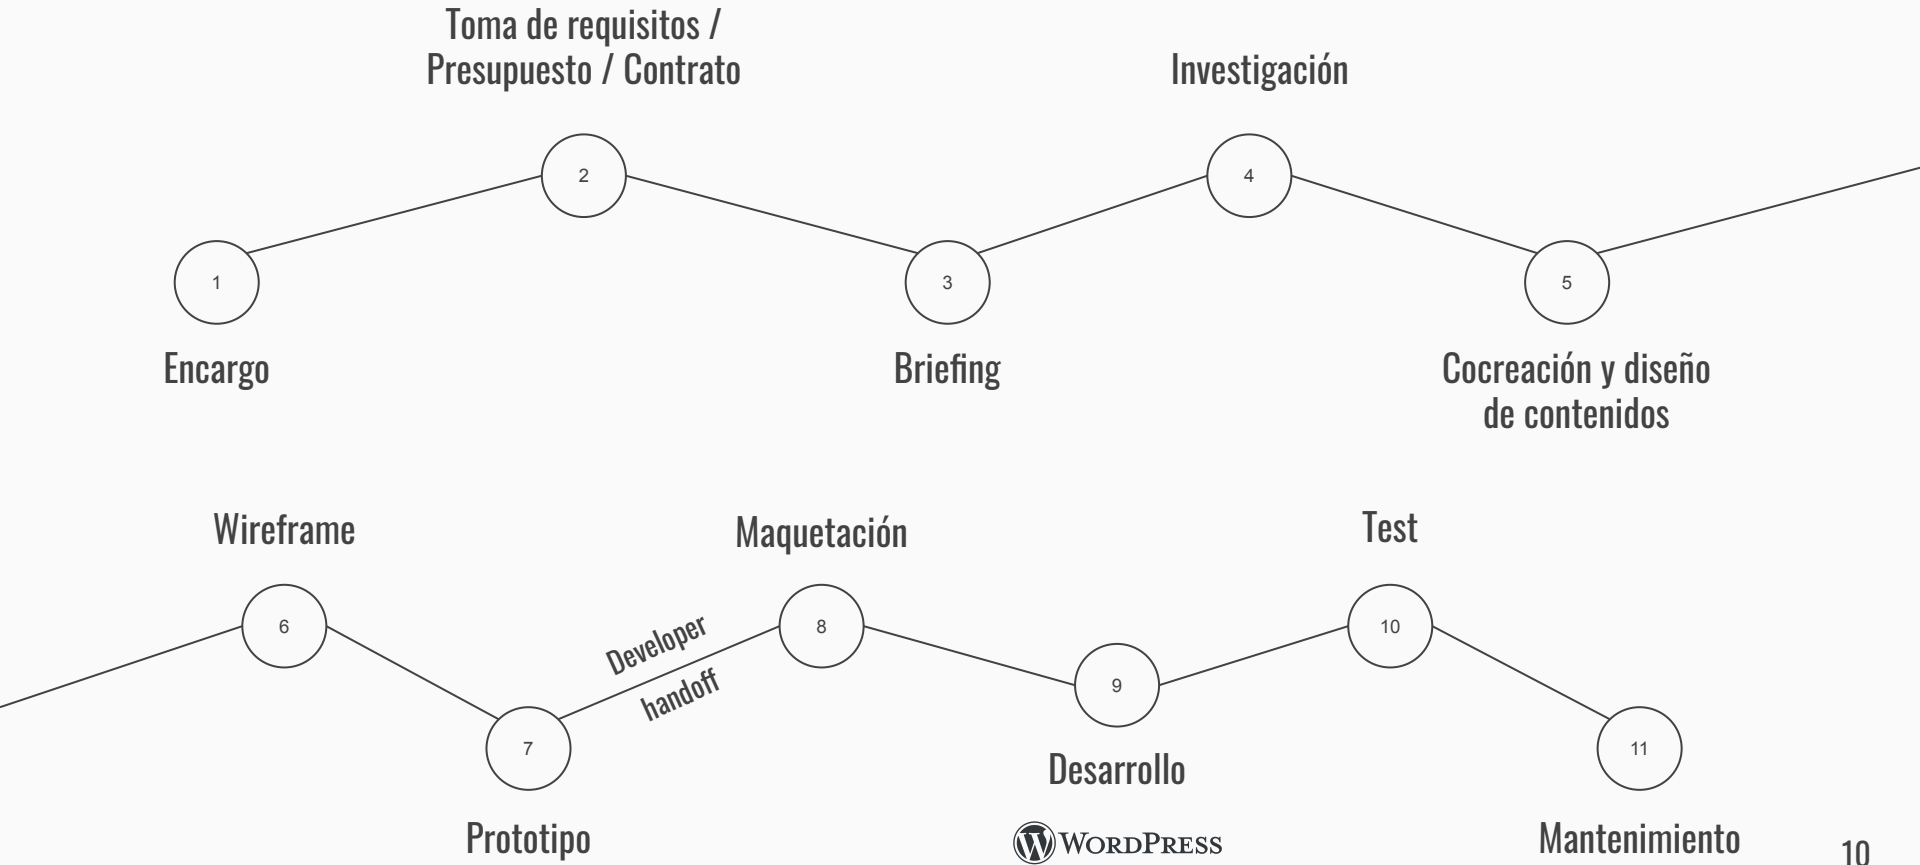 Toma de requisitos /
Presupuesto / Contrato
Investigación
2
4
1
3
5
Encargo
Briefing
Cocreación y diseño
de contenidos
Wireframe
Maquetación
Test
6
Developer
handoff
8
10
7
9
11
Desarrollo
Prototipo
WORDPRESS
Mantenimiento
10